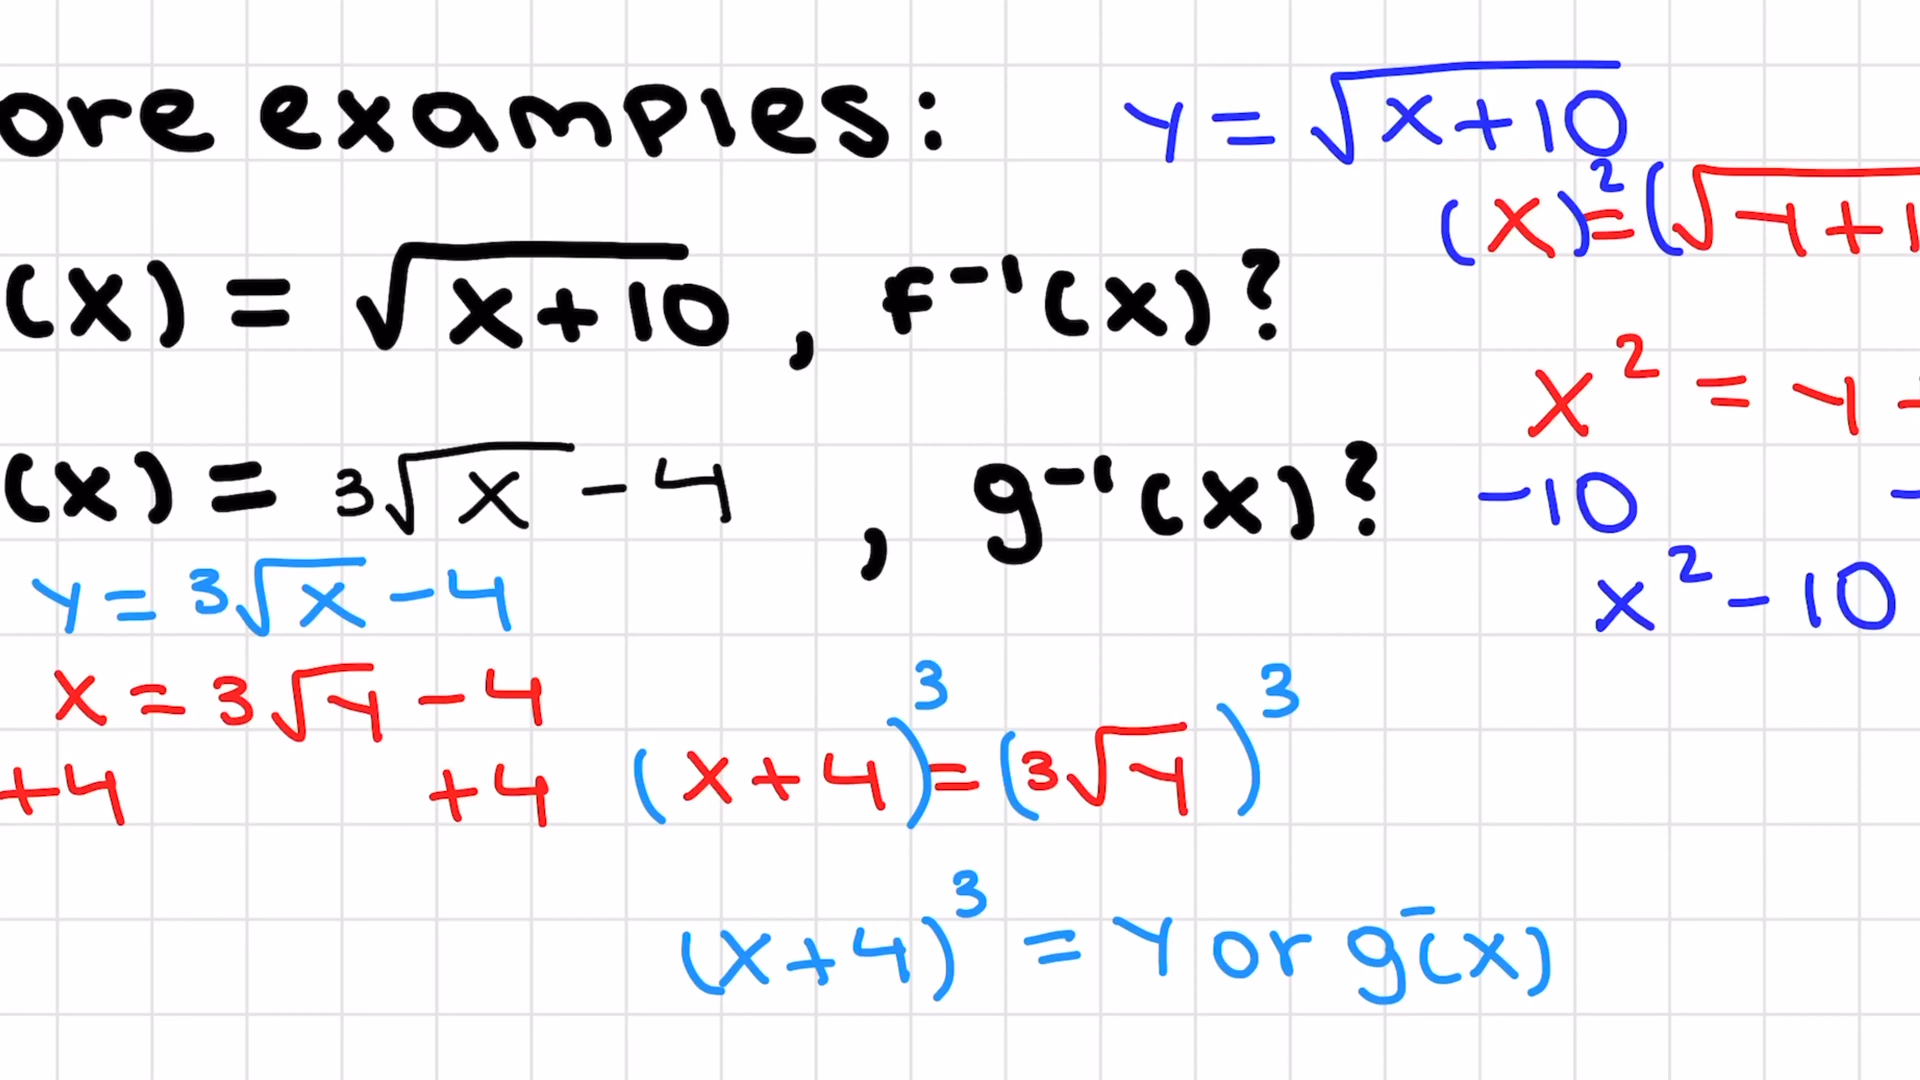 ore examples:
(x) = √x+10 , f⁻¹(x)?
(x) = ³√x - 4 , g⁻¹(x)?
y = ³√x - 4
x = ³√y - 4
+4 +4
(x+4)³ = (³√y)³
(x+4)³ = y or g⁻(x)
y = √x+10
(x)² = (√y+1
x² = y
-10 -
x² - 10